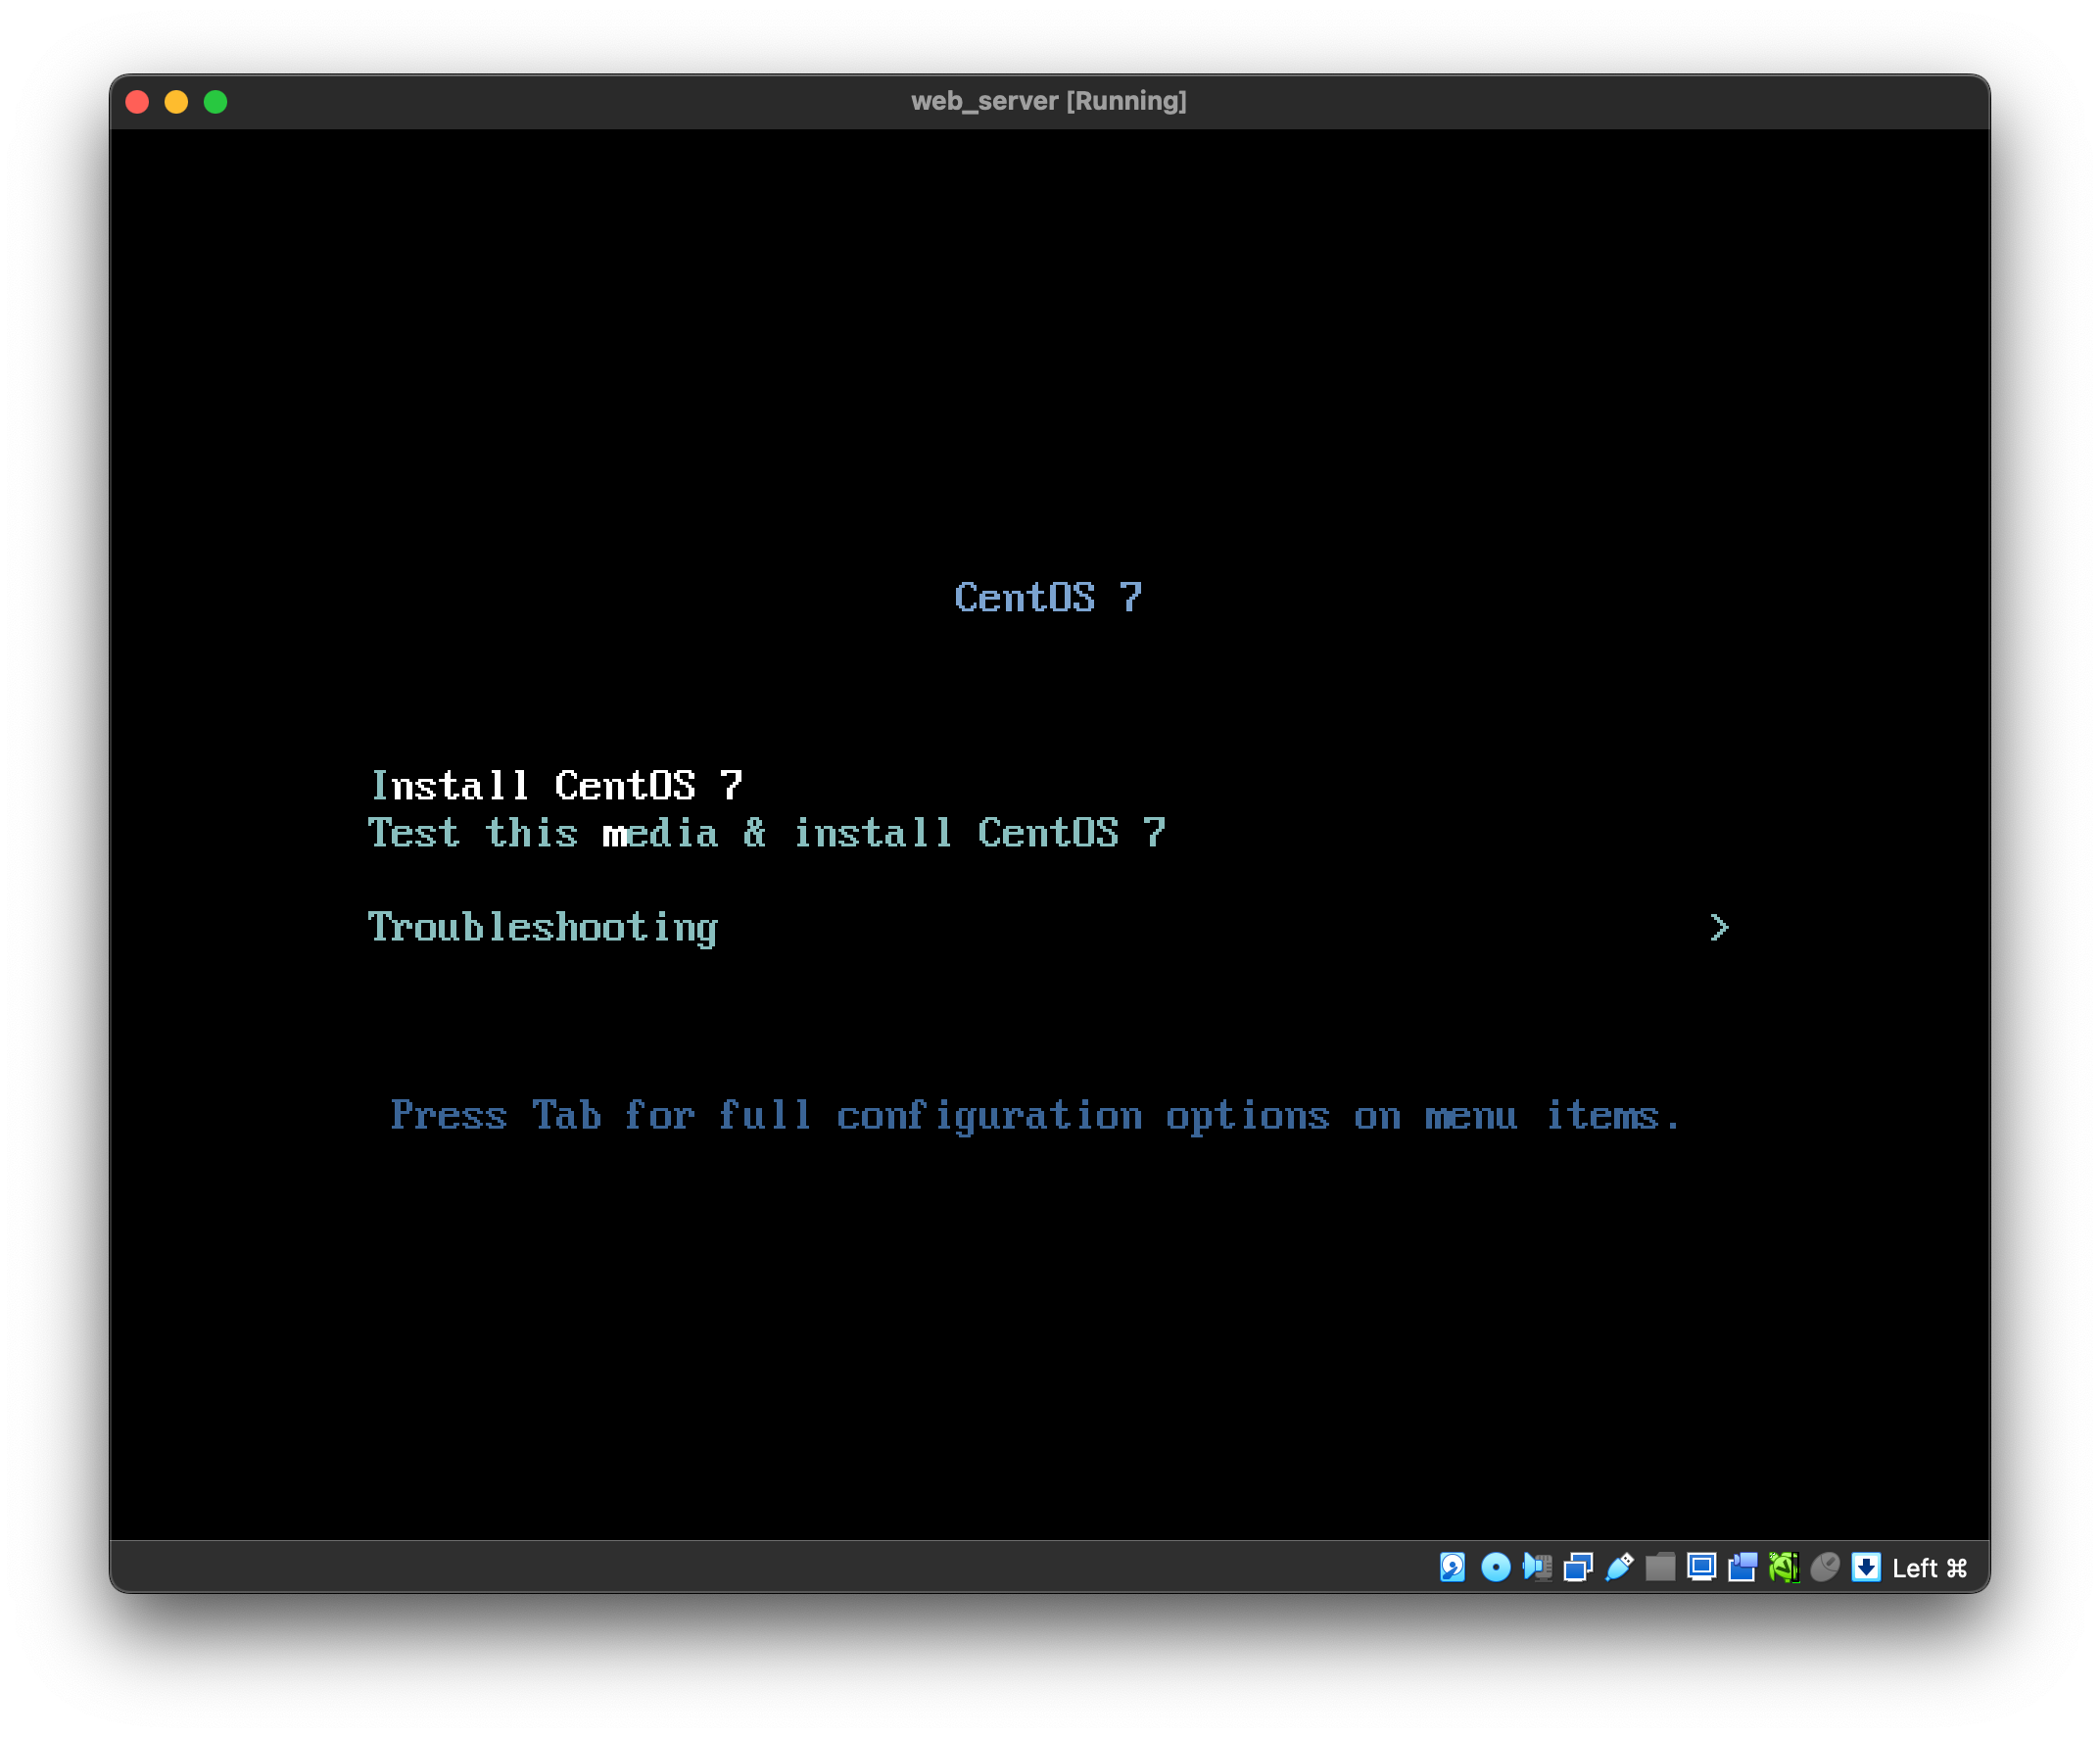 web_server [Running]
CentOS 7
Install CentOS 7
Test this media & install CentOS 7
Troubleshooting >
Press Tab for full configuration options on menu items.
Left ⌘